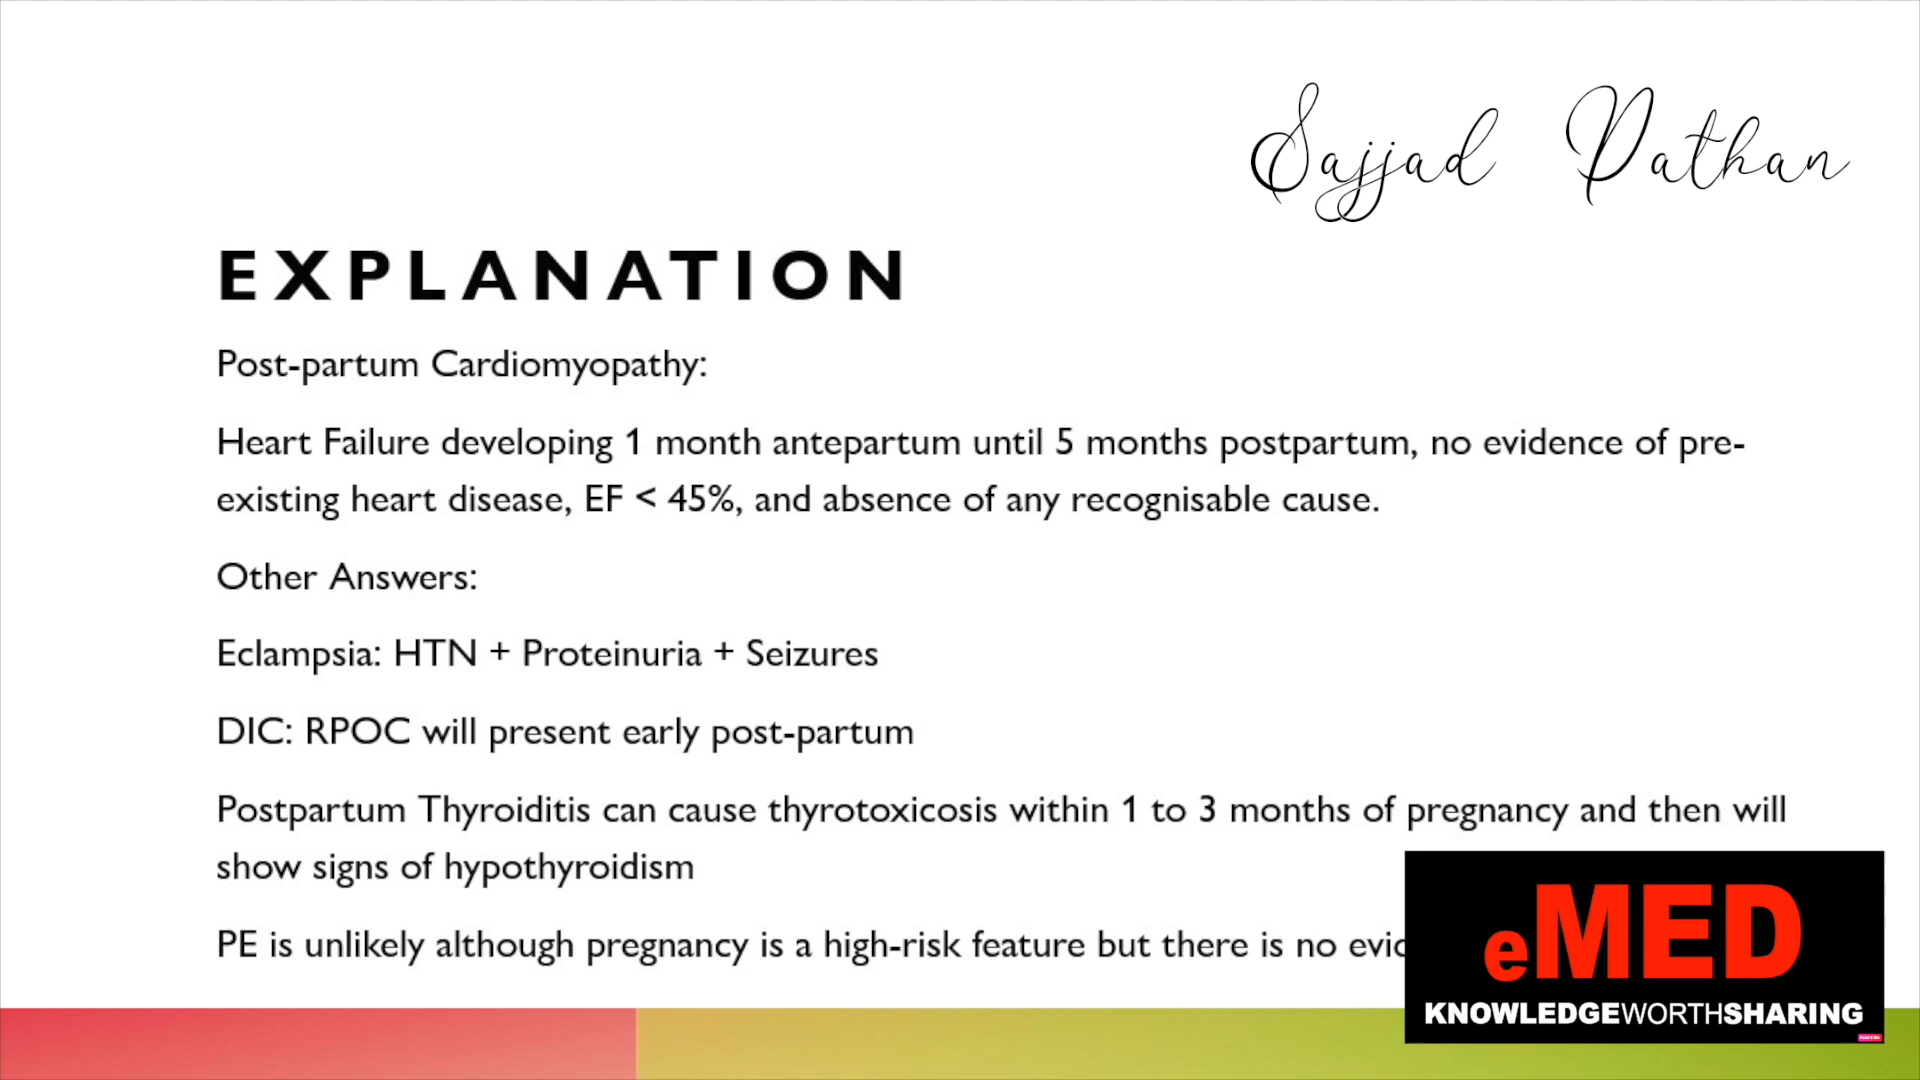 Sajjad Pathan
EXPLANATION
Post-partum Cardiomyopathy:
Heart Failure developing 1 month antepartum until 5 months postpartum, no evidence of pre-
existing heart disease, EF < 45%, and absence of any recognisable cause.
Other Answers:
Eclampsia: HTN + Proteinuria + Seizures
DIC: RPOC will present early post-partum
Postpartum Thyroiditis can cause thyrotoxicosis within 1 to 3 months of pregnancy and then will
show signs of hypothyroidism
PE is unlikely although pregnancy is a high-risk feature but there is no
eMED
KNOWLEDGEWORTHSHARING